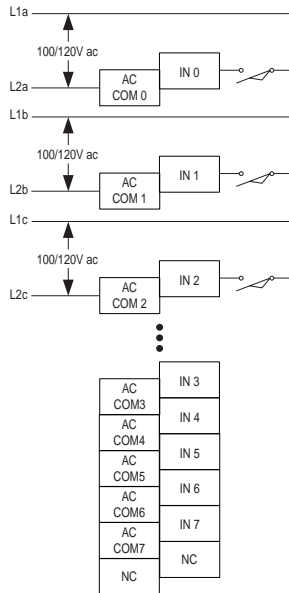 L1a
100/120V ac
IN 0
L2a
AC
COM 0
L1b
100/120V ac
IN 1
L2b
AC
COM 1
L1c
100/120V ac
IN 2
L2c
AC
COM 2
IN 3
AC
COM3
IN 4
AC
COM4
IN 5
AC
COM5
IN 6
AC
COM6
IN 7
AC
COM7
NC
NC